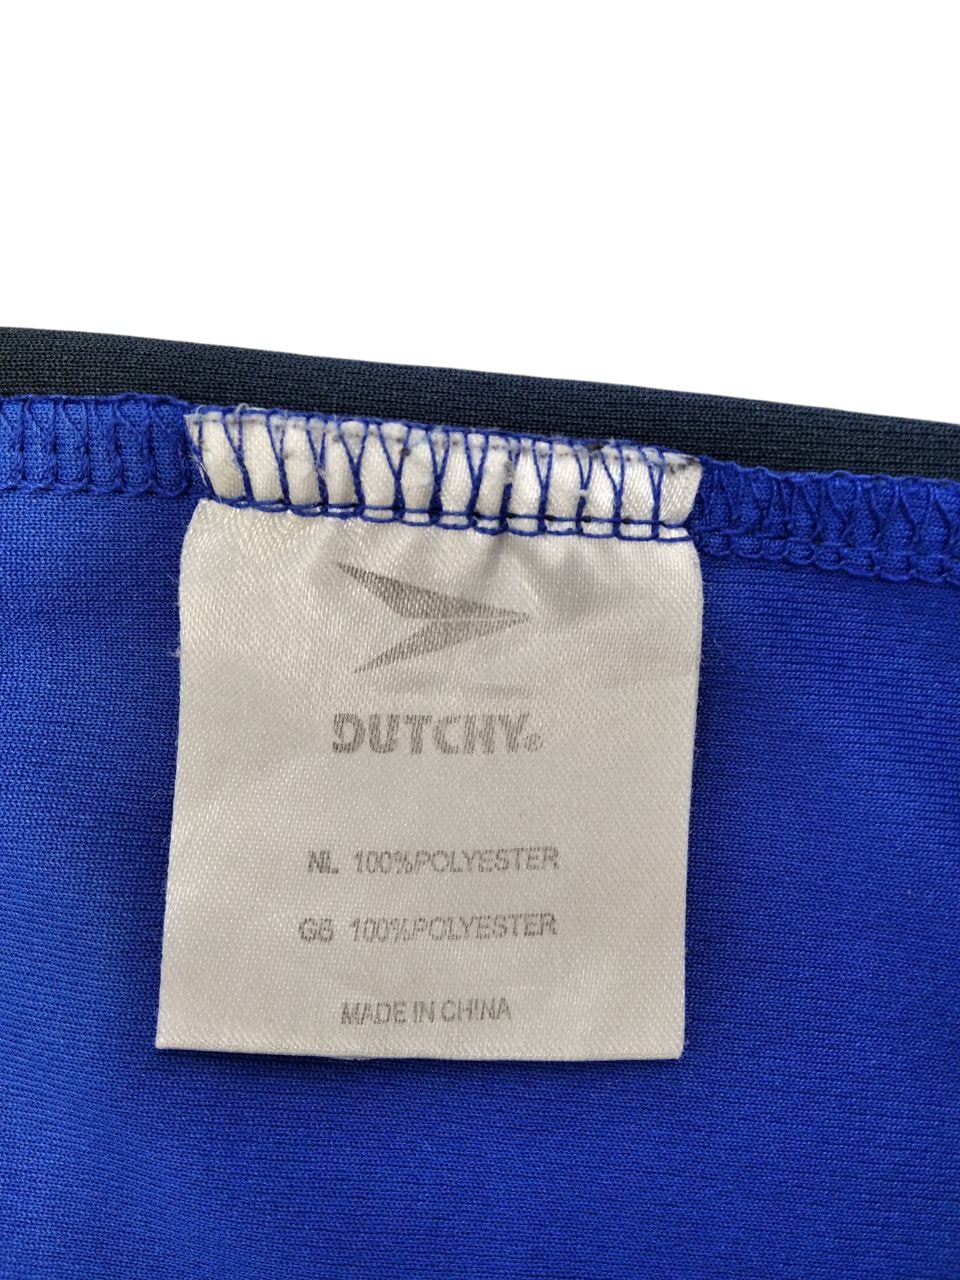 DUTCHY®
NL 100%POLYESTER
GB 100%POLYESTER
MADE IN CHINA